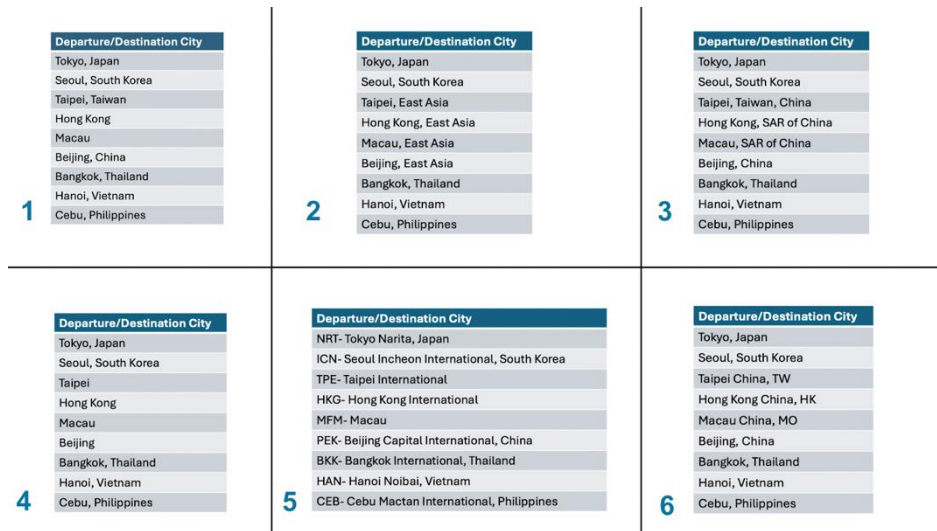 Departure/Destination City
Tokyo, Japan
Seoul, South Korea
Taipei, Taiwan
Hong Kong
Macau
Beijing, China
Bangkok, Thailand
Hanoi, Vietnam
Cebu, Philippines
1
Departure/Destination City
Tokyo, Japan
Seoul, South Korea
Taipei, East Asia
Hong Kong, East Asia
Macau, East Asia
Beijing, East Asia
Bangkok, Thailand
Hanoi, Vietnam
Cebu, Philippines
2
Departure/Destination City
Tokyo, Japan
Seoul, South Korea
Taipei, Taiwan, China
Hong Kong, SAR of China
Macau, SAR of China
Beijing, China
Bangkok, Thailand
Hanoi, Vietnam
Cebu, Philippines
3
Departure/Destination City
Tokyo, Japan
Seoul, South Korea
Taipei
Hong Kong
Macau
Beijing
Bangkok, Thailand
Hanoi, Vietnam
Cebu, Philippines
4
Departure/Destination City
NRT- Tokyo Narita, Japan
ICN- Seoul Incheon International, South Korea
TPE- Taipei International
HKG- Hong Kong International
MFM- Macau
PEK- Beijing Capital International, China
BKK- Bangkok International, Thailand
HAN- Hanoi Noibai, Vietnam
CEB- Cebu Mactan International, Philippines
5
Departure/Destination City
Tokyo, Japan
Seoul, South Korea
Taipei China, TW
Hong Kong China, HK
Macau China, MO
Beijing, China
Bangkok, Thailand
Hanoi, Vietnam
Cebu, Philippines
6